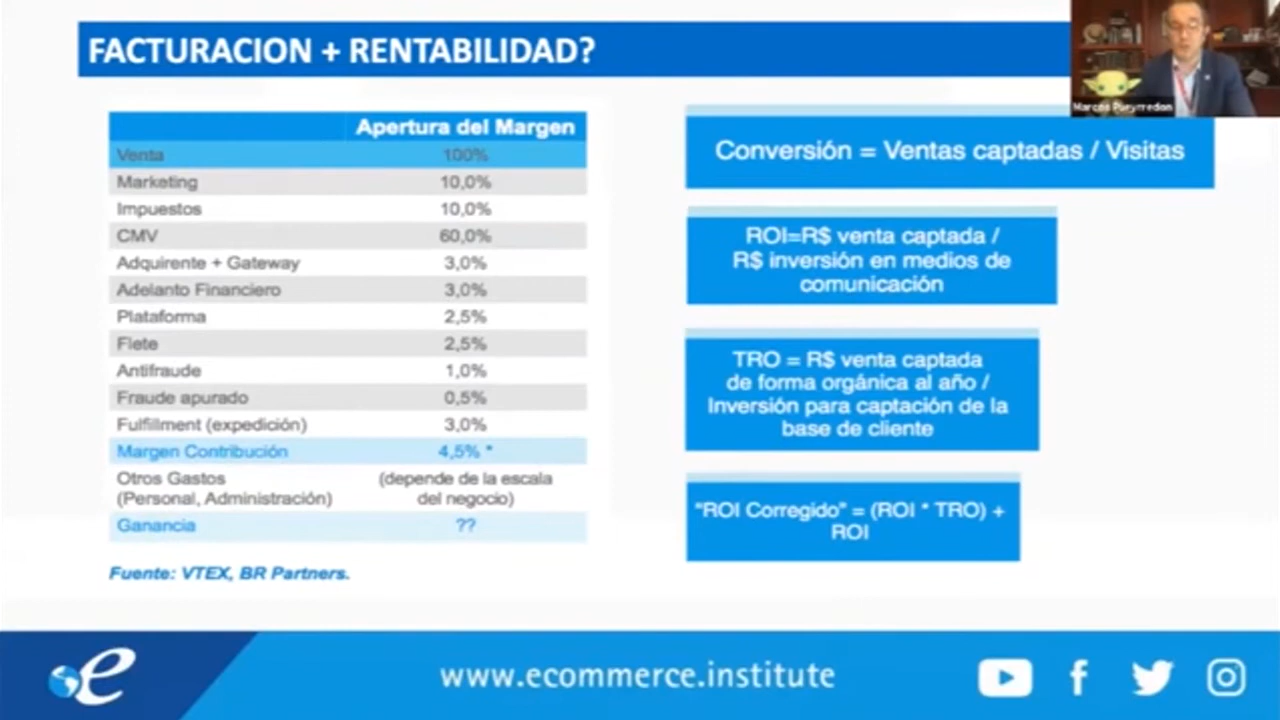 FACTURACION + RENTABILIDAD?
Marcos Pueyrredon
Apertura del Margen
Venta 100%
Marketing 10,0%
Impuestos 10,0%
CMV 60,0%
Adquirente + Gateway 3,0%
Adelanto Financiero 3,0%
Plataforma 2,5%
Flete 2,5%
Antifraude 1,0%
Fraude apurado 0,5%
Fulfillment (expedición) 3,0%
Margen Contribución 4,5% *
Otros Gastos (depende de la escala
(Personal, Administración) del negocio)
Ganancia ??
Fuente: VTEX, BR Partners.
Conversión = Ventas captadas / Visitas
ROI=R$ venta captada /
R$ inversión en medios de
comunicación
TRO = R$ venta captada
de forma orgánica al año /
Inversión para captación de la
base de cliente
"ROI Corregido" = (ROI * TRO) +
ROI
e
www.ecommerce.institute